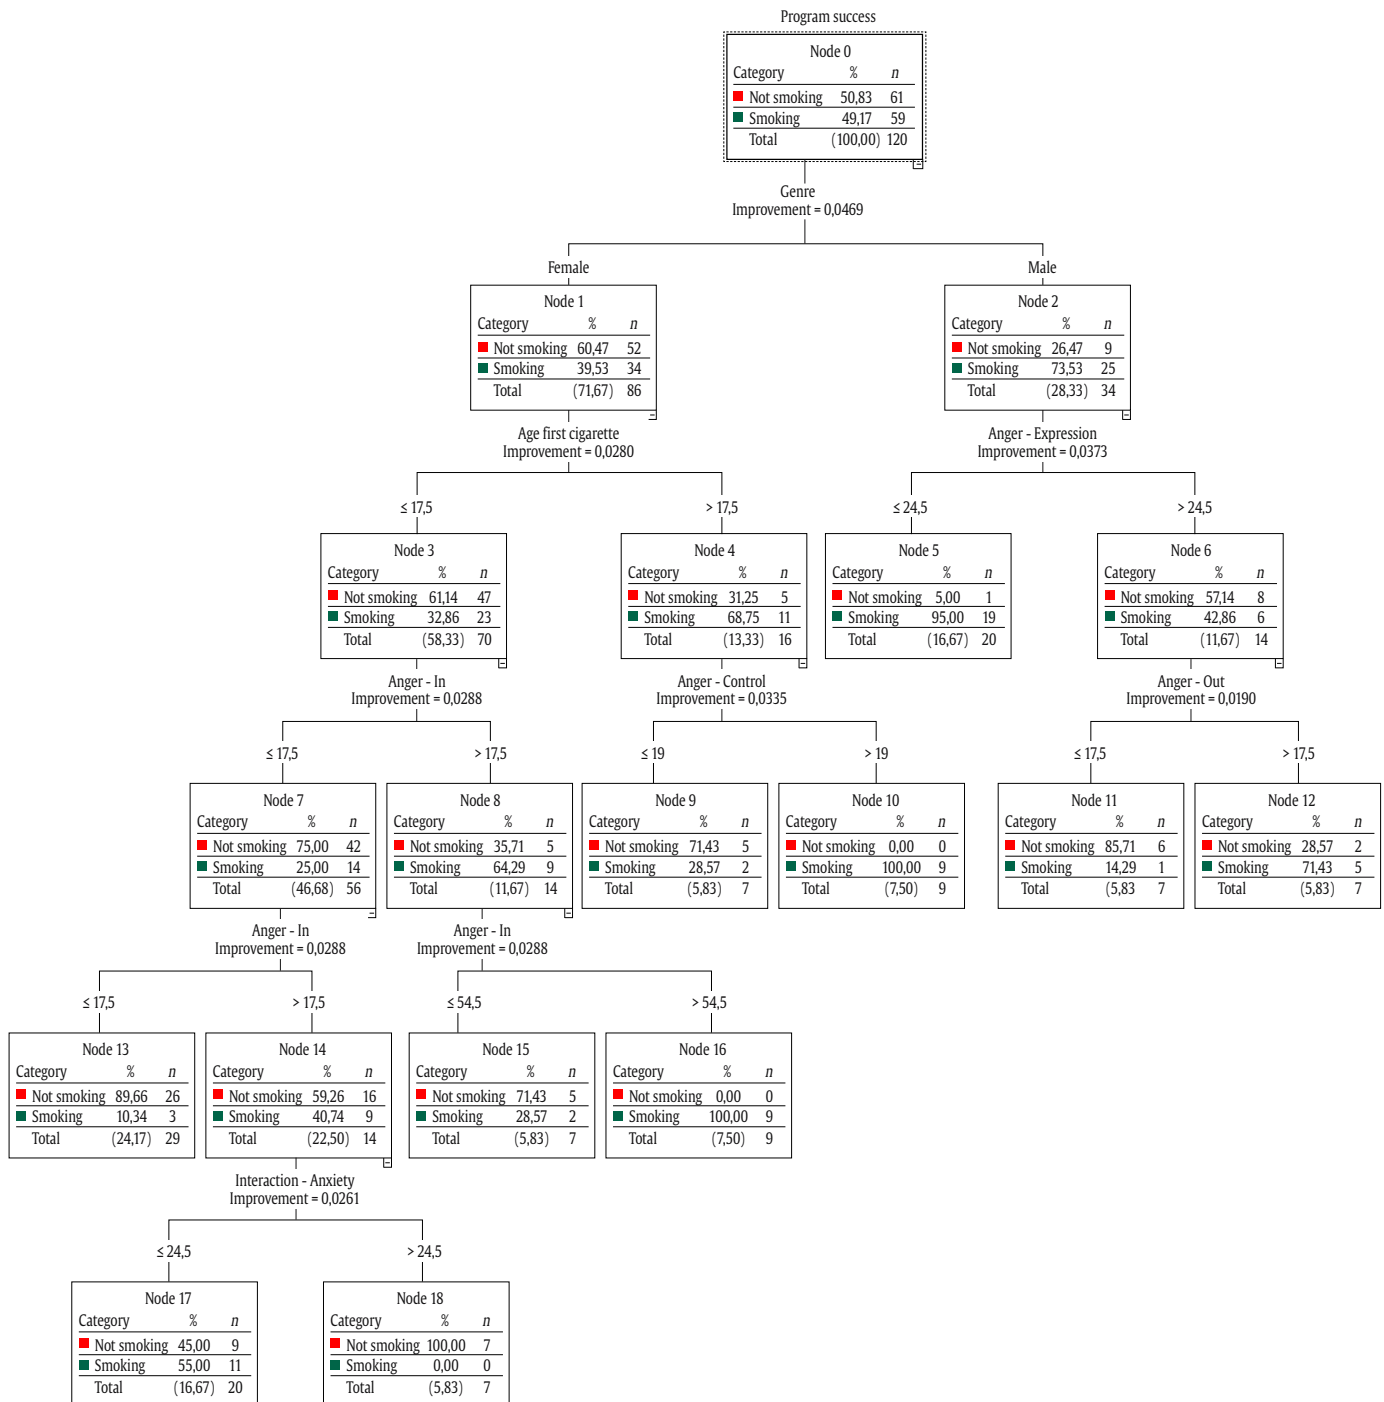 Program success
Node 0
Category % n
Not smoking 50,83 61
Smoking 49,17 59
Total (100,00) 120
Genre
Improvement = 0,0469
Female
Male
Node 1
Category % n
Not smoking 60,47 52
Smoking 39,53 34
Total (71,67) 86
Node 2
Category % n
Not smoking 26,47 9
Smoking 73,53 25
Total (28,33) 34
Age first cigarette
Improvement = 0,0280
Anger - Expression
Improvement = 0,0373
≤ 17,5
> 17,5
≤ 24,5
> 24,5
Node 3
Category % n
Not smoking 61,14 47
Smoking 32,86 23
Total (58,33) 70
Node 4
Category % n
Not smoking 31,25 5
Smoking 68,75 11
Total (13,33) 16
Node 5
Category % n
Not smoking 5,00 1
Smoking 95,00 19
Total (16,67) 20
Node 6
Category % n
Not smoking 57,14 8
Smoking 42,86 6
Total (11,67) 14
Anger - In
Improvement = 0,0288
Anger - Control
Improvement = 0,0335
Anger - Out
Improvement = 0,0190
≤ 17,5
> 17,5
≤ 19
> 19
≤ 17,5
> 17,5
Node 7
Category % n
Not smoking 75,00 42
Smoking 25,00 14
Total (46,68) 56
Node 8
Category % n
Not smoking 35,71 5
Smoking 64,29 9
Total (11,67) 14
Node 9
Category % n
Not smoking 71,43 5
Smoking 28,57 2
Total (5,83) 7
Node 10
Category % n
Not smoking 0,00 0
Smoking 100,00 9
Total (7,50) 9
Node 11
Category % n
Not smoking 85,71 6
Smoking 14,29 1
Total (5,83 7
Node 12
Category % n
Not smoking 28,57 2
Smoking 71,43 5
Total (5,83) 7
Anger - In
Improvement = 0,0288
Anger - In
Improvement = 0,0288
≤ 17,5
> 17,5
≤ 54,5
> 54,5
Node 13
Category % n
Not smoking 89,66 26
Smoking 10,34 3
Total (24,17) 29
Node 14
Category % n
Not smoking 59,26 16
Smoking 40,74 9
Total (22,50) 14
Node 15
Category % n
Not smoking 71,43 5
Smoking 28,57 2
Total (5,83) 7
Node 16
Category % n
Not smoking 0,00 0
Smoking 100,00 9
Total (7,50) 9
Interaction - Anxiety
Improvement = 0,0261
≤ 24,5
> 24,5
Node 17
Category % n
Not smoking 45,00 9
Smoking 55,00 11
Total (16,67) 20
Node 18
Category % n
Not smoking 100,00 7
Smoking 0,00 0
Total (5,83) 7